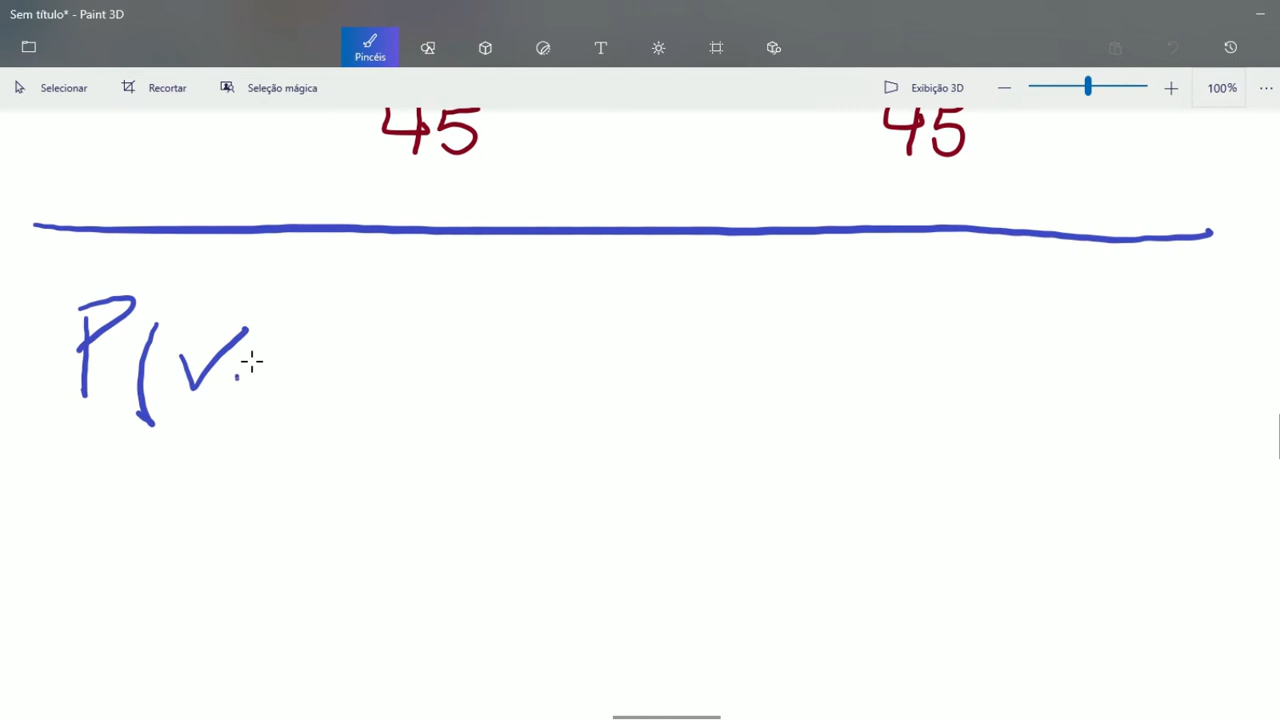 Sem título* - Paint 3D
Pincéis
Selecionar Recortar Seleção mágica Exibição 3D 100%
45 45
P(V.